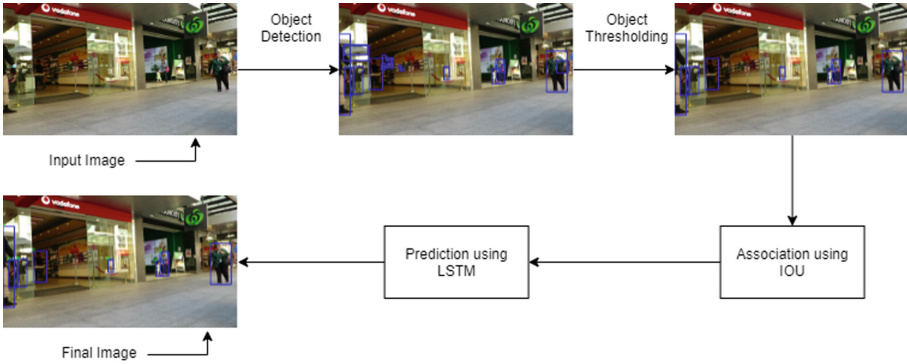 vodafone
Object
Detection
vodafone
Object
Thresholding
vodafone
Input Image
vodafone
Prediction using
LSTM
Association using
IOU
Final Image